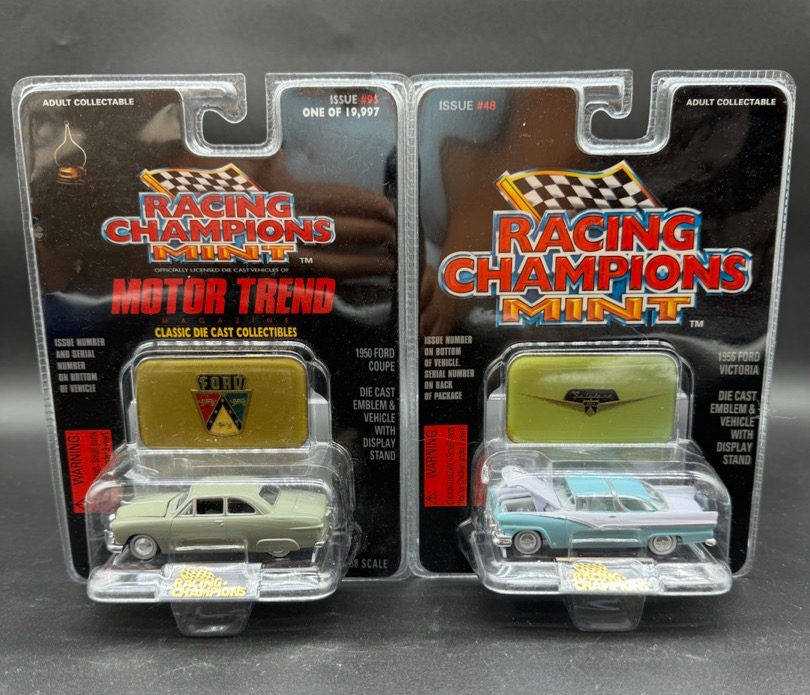 ADULT COLLECTABLE
ISSUE #95
ONE OF 19,997
RACING
CHAMPIONS
MINT TM
OFFICIALLY LICENSED DIE CAST VEHICLES OF
MOTOR TREND
MAGAZINE
CLASSIC DIE CAST COLLECTIBLES
ISSUE NUMBER
AND SERIAL
NUMBER
ON BOTTOM
OF VEHICLE
1950 FORD
COUPE
DIE CAST
EMBLEM &
VEHICLE
WITH
DISPLAY
STAND
FORD
WARNING:
SCALE
RACING
CHAMPIONS
ISSUE #48
ADULT COLLECTABLE
RACING
CHAMPIONS
MINT TM
ISSUE NUMBER
ON BOTTOM
OF VEHICLE.
SERIAL NUMBER
ON BACK
OF PACKAGE
1956 FORD
VICTORIA
DIE CAST
EMBLEM &
VEHICLE
WITH
DISPLAY
STAND
WARNING:
RACING
CHAMPIONS